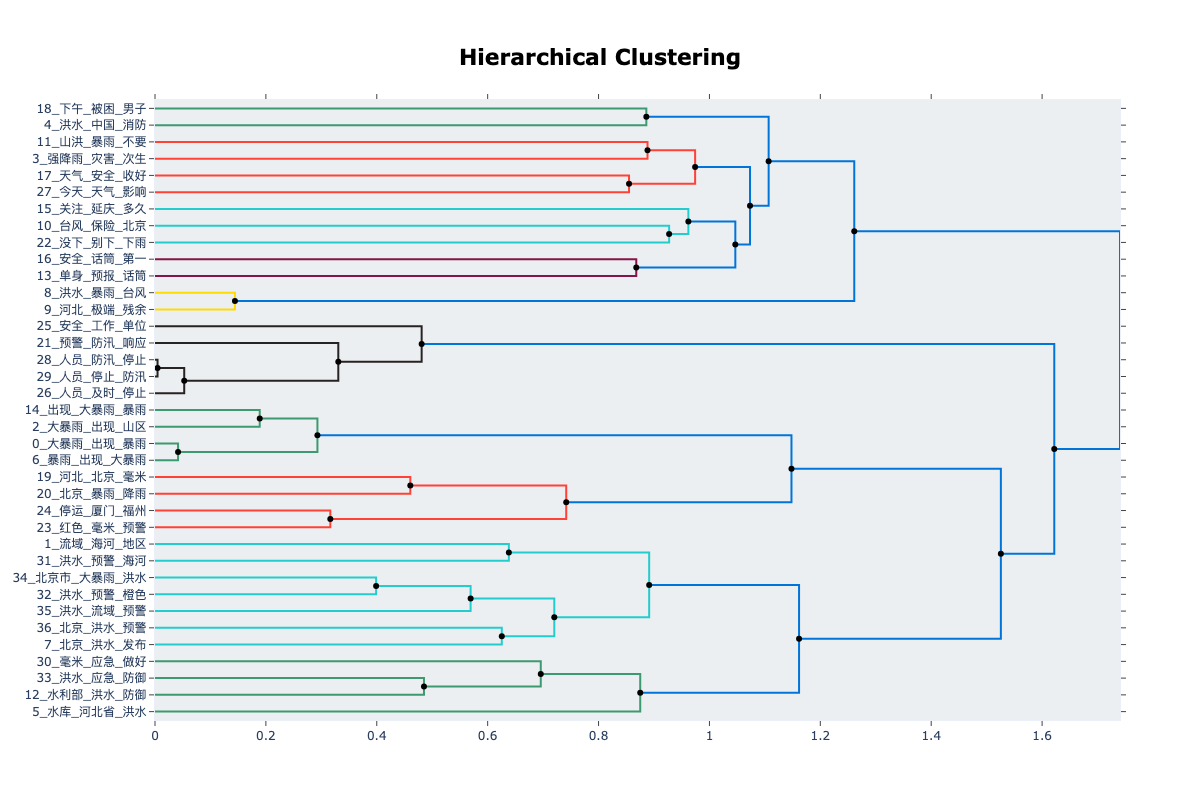 Hierarchical Clustering
18_下午_被困_男子
4_洪水_中国_消防
11_山洪_暴雨_不要
3_强降雨_灾害_次生
17_天气_安全_收好
27_今天_天气_影响
15_关注_延庆_多久
10_台风_保险_北京
22_没下_别下_下雨
16_安全_话筒_第一
13_单身_预报_话筒
8_洪水_暴雨_台风
9_河北_极端_残余
25_安全_工作_单位
21_预警_防汛_响应
28_人员_防汛_停止
29_人员_停止_防汛
26_人员_及时_停止
14_出现_大暴雨_暴雨
2_大暴雨_出现_山区
0_大暴雨_出现_暴雨
6_暴雨_出现_大暴雨
19_河北_北京_毫米
20_北京_暴雨_降雨
24_停运_厦门_福州
23_红色_毫米_预警
1_流域_海河_地区
31_洪水_预警_海河
34_北京市_大暴雨_洪水
32_洪水_预警_橙色
35_洪水_流域_预警
36_北京_洪水_预警
7_北京_洪水_发布
30_毫米_应急_做好
33_洪水_应急_防御
12_水利部_洪水_防御
5_水库_河北省_洪水
0 0.2 0.4 0.6 0.8 1 1.2 1.4 1.6